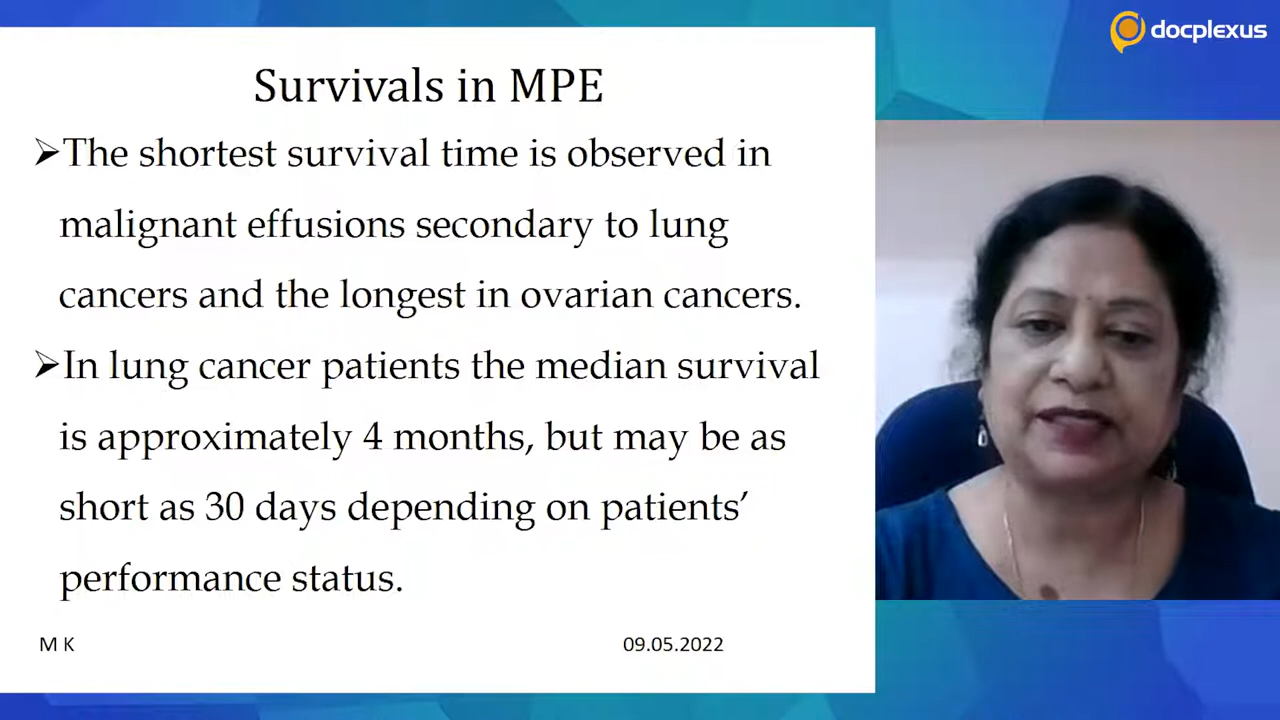 docplexus
Survivals in MPE
➢The shortest survival time is observed in
malignant effusions secondary to lung
cancers and the longest in ovarian cancers.
➢In lung cancer patients the median survival
is approximately 4 months, but may be as
short as 30 days depending on patients’
performance status.
M K
09.05.2022